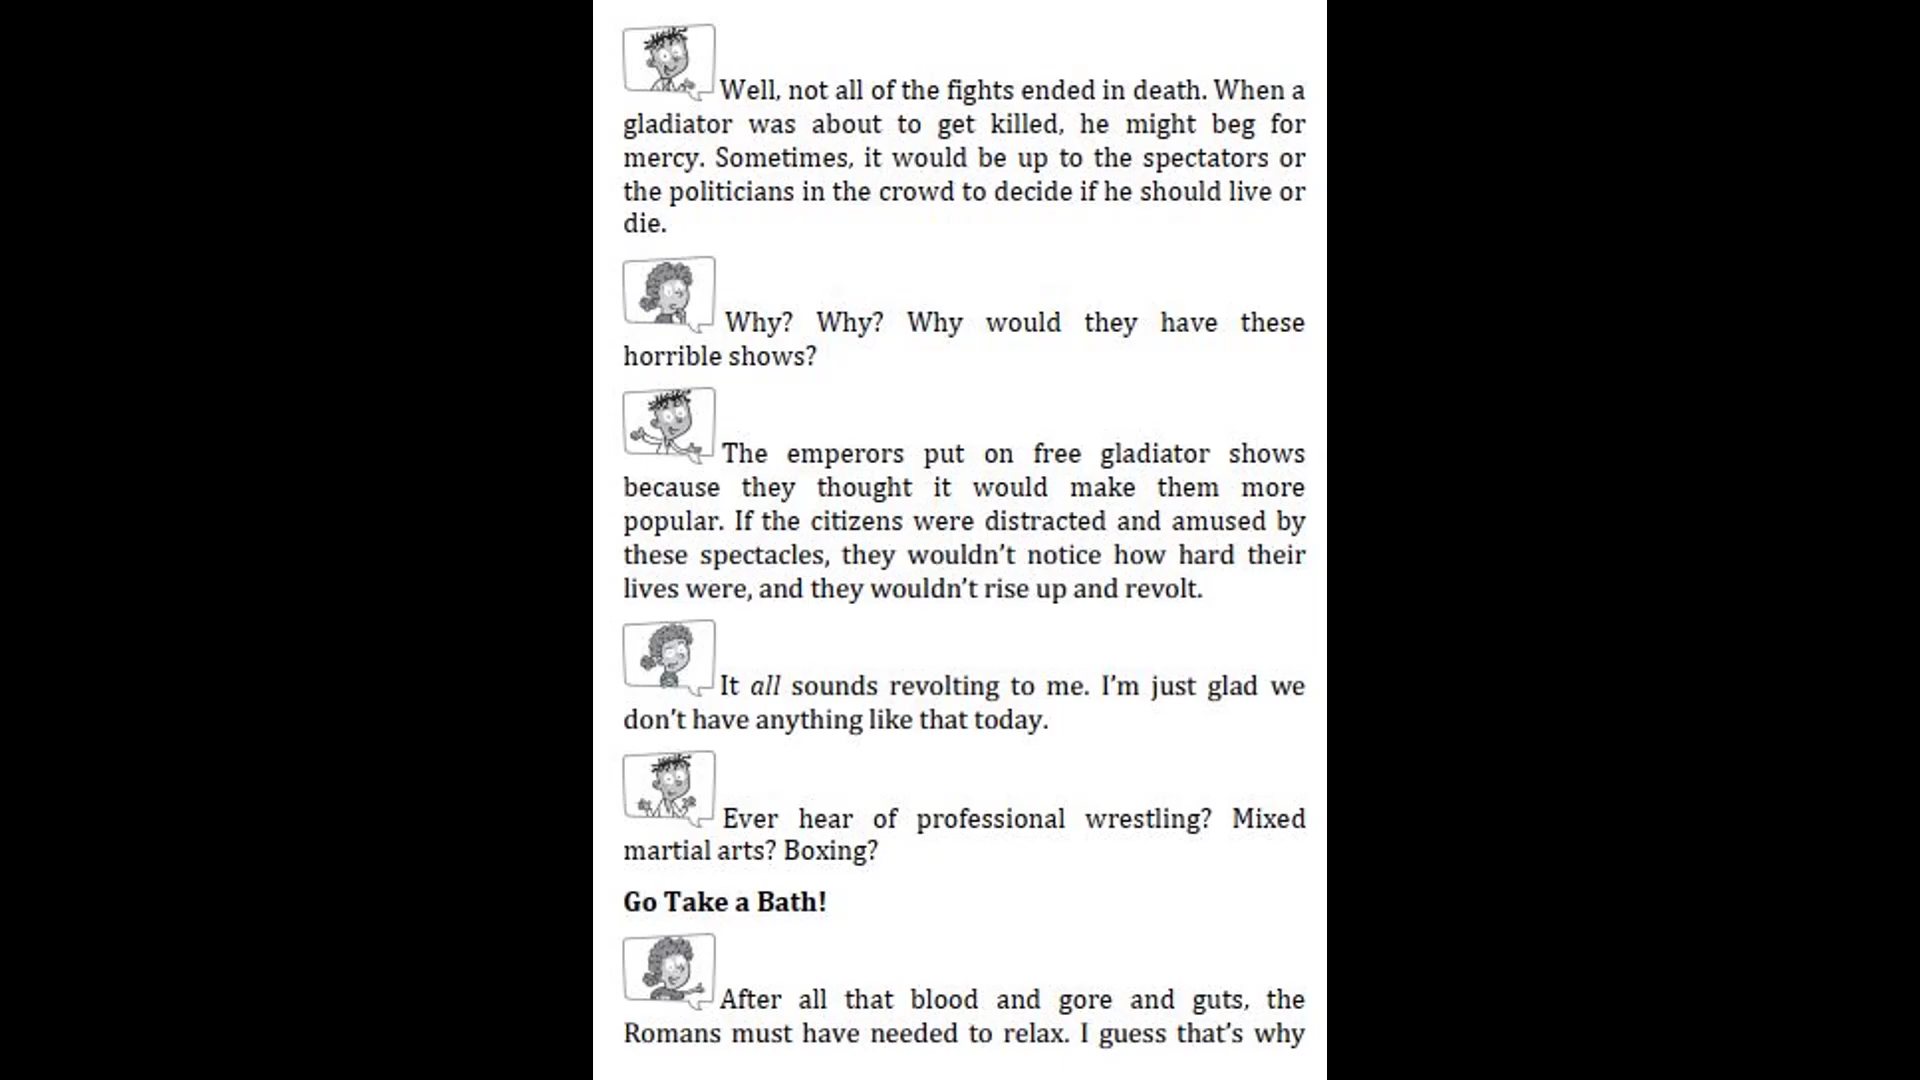 Well, not all of the fights ended in death. When a
gladiator was about to get killed, he might beg for
mercy. Sometimes, it would be up to the spectators or
the politicians in the crowd to decide if he should live or
die.
Why? Why? Why would they have these
horrible shows?
The emperors put on free gladiator shows
because they thought it would make them more
popular. If the citizens were distracted and amused by
these spectacles, they wouldn’t notice how hard their
lives were, and they wouldn’t rise up and revolt.
It all sounds revolting to me. I’m just glad we
don’t have anything like that today.
Ever hear of professional wrestling? Mixed
martial arts? Boxing?
Go Take a Bath!
After all that blood and gore and guts, the
Romans must have needed to relax. I guess that’s why